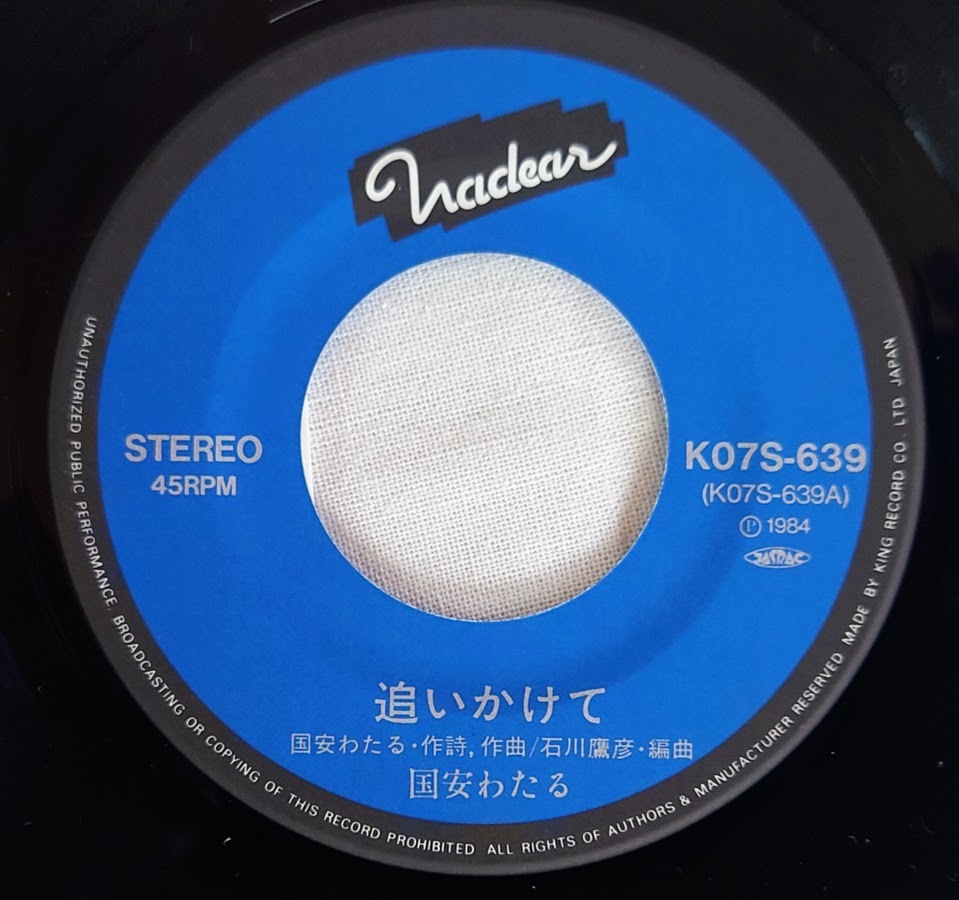 Nadear
STEREO
45RPM
K07S-639
(K07S-639A)
Ⓟ 1984
JASRAC
追いかけて
国安わたる・作詩,作曲/石川鷹彦・編曲
国安わたる
UNAUTHORIZED PUBLIC PERFORMANCE, BROADCASTING OR COPYING OF THIS RECORD PROHIBITED ALL RIGHTS OF AUTHORS & MANUFACTURER RESERVED MADE BY KING RECORD CO. LTD JAPAN